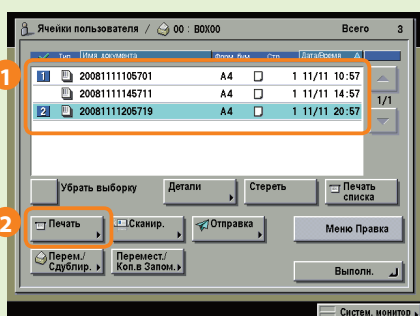 Ячейки пользователя / 00 : BOX00 Всего 3
✓ Тип Имя документа Форм.бум. Стр. Дата/Время
1 1 20081111105701 A4 1 11/11 10:57
20081111145711 A4 1 11/11 14:57 1/1
2 20081111205719 A4 1 11/11 20:57
Убрать выборку Детали Стереть Печать списка
2 Печать Сканир. Отправка Меню Правка
Перем./ Сдублир. Перемест./ Коп.в Запом.
Выполн.
Систем. монитор